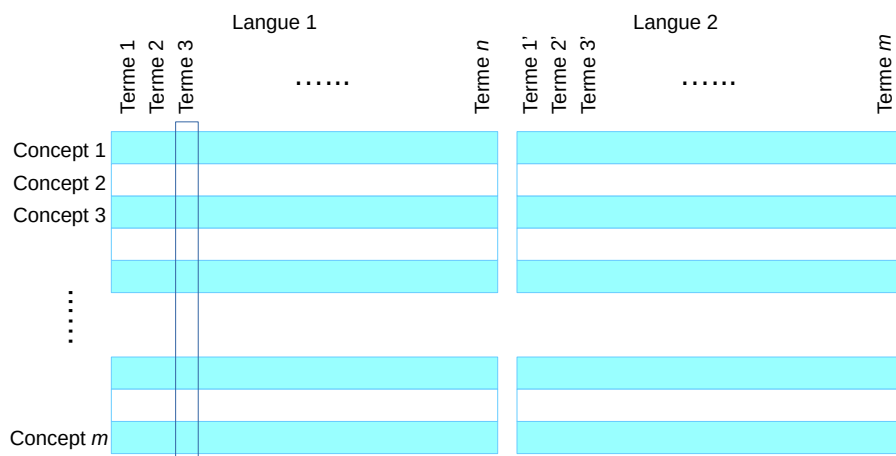 Langue 1
Langue 2
Terme 1
Terme 2
Terme 3
......
Terme n
Terme 1’
Terme 2’
Terme 3’
......
Terme m
Concept 1
Concept 2
Concept 3
......
Concept m